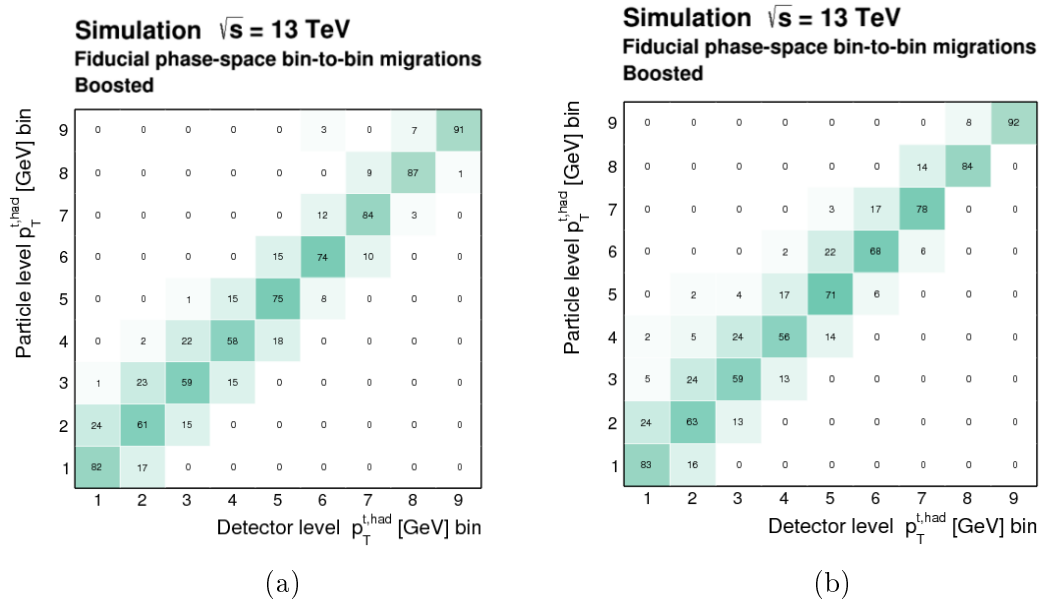 Simulation √s = 13 TeV
Fiducial phase-space bin-to-bin migrations
Boosted
Particle level p_T^{t,had} [GeV] bin
9 0 0 0 0 0 3 0 7 91
8 0 0 0 0 0 0 9 87 1
7 0 0 0 0 0 12 84 3 0
6 0 0 0 0 15 74 10 0 0
5 0 0 1 15 75 8 0 0 0
4 0 2 22 58 18 0 0 0 0
3 1 23 59 15 0 0 0 0 0
2 24 61 15 0 0 0 0 0 0
1 82 17 0 0 0 0 0 0 0
1 2 3 4 5 6 7 8 9
Detector level p_T^{t,had} [GeV] bin
(a)
Simulation √s = 13 TeV
Fiducial phase-space bin-to-bin migrations
Boosted
Particle level p_T^{t,had} [GeV] bin
9 0 0 0 0 0 0 0 8 92
8 0 0 0 0 0 0 14 84 0
7 0 0 0 0 3 17 78 0 0
6 0 0 0 2 22 68 6 0 0
5 0 2 4 17 71 6 0 0 0
4 2 5 24 56 14 0 0 0 0
3 5 24 59 13 0 0 0 0 0
2 24 63 13 0 0 0 0 0 0
1 83 16 0 0 0 0 0 0 0
1 2 3 4 5 6 7 8 9
Detector level p_T^{t,had} [GeV] bin
(b)